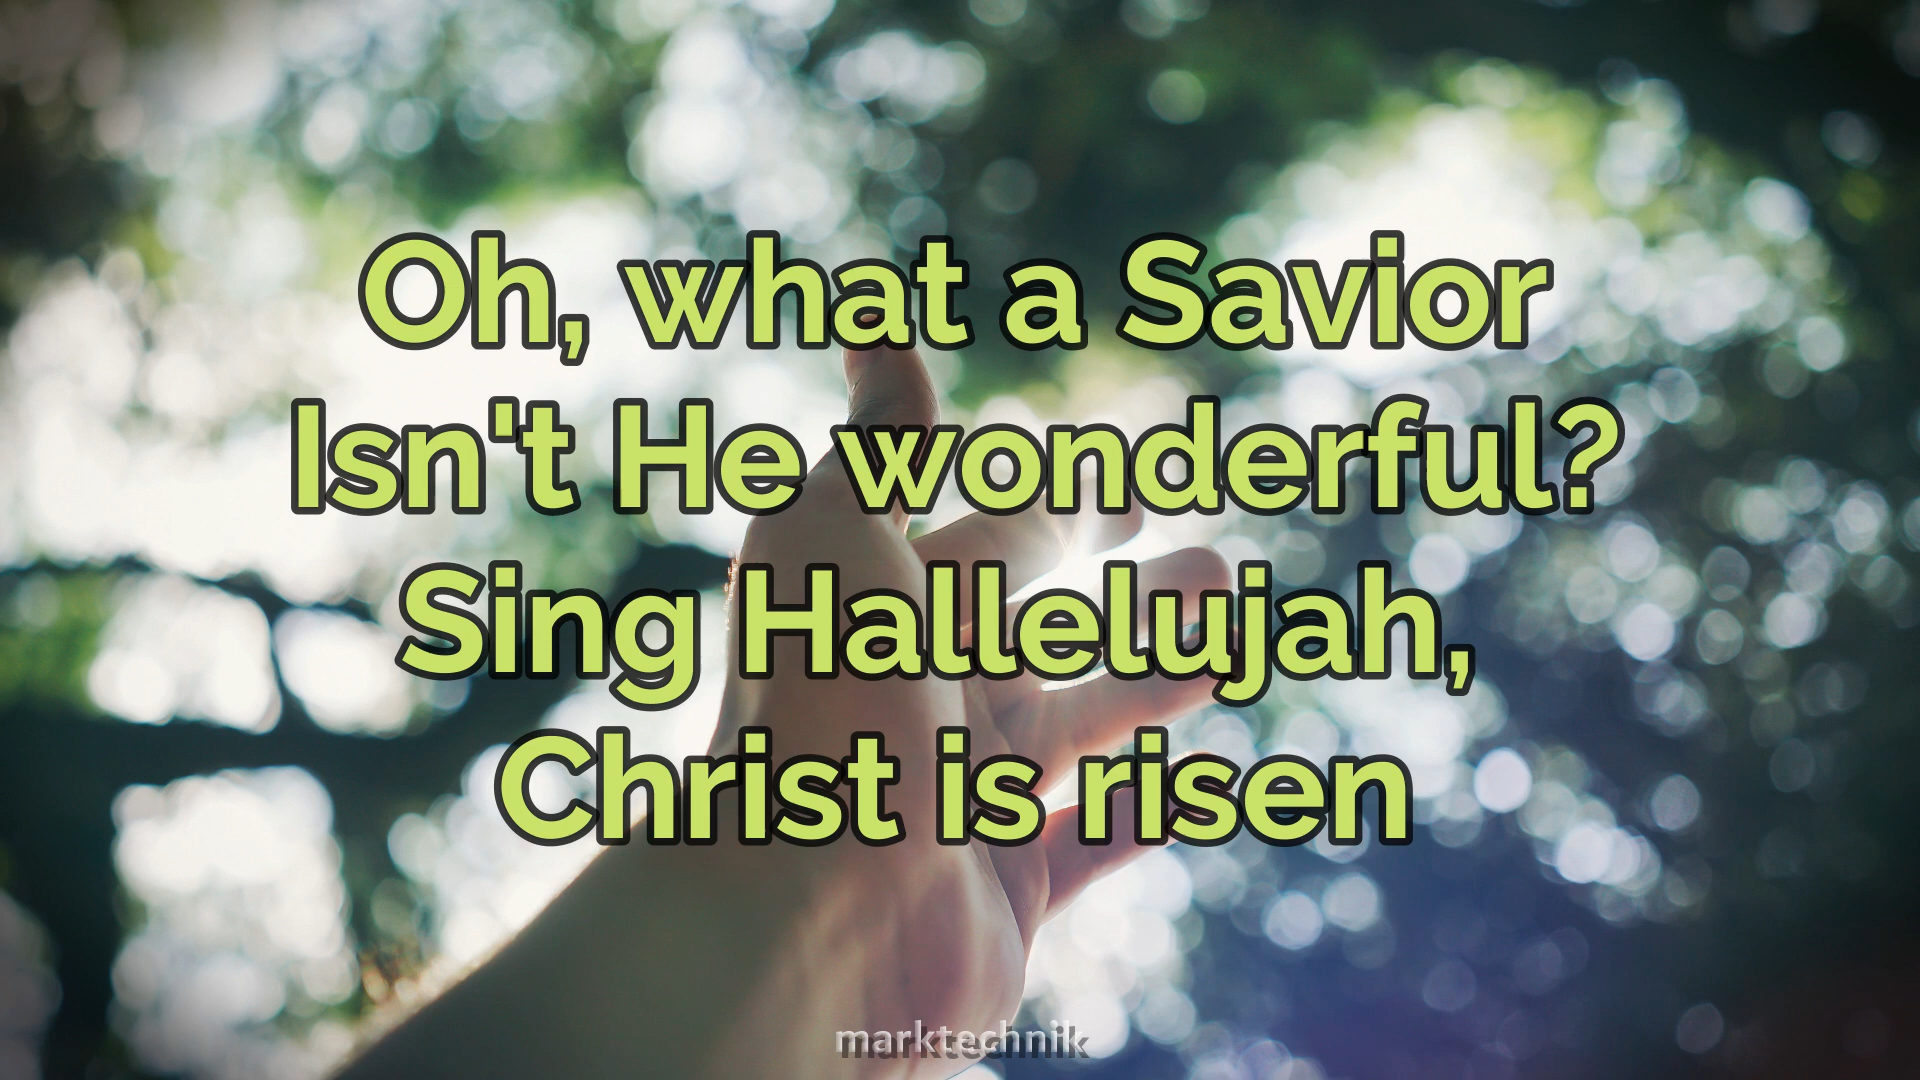 Oh, what a Savior
Isn't He wonderful?
Sing Hallelujah,
Christ is risen
marktechnik